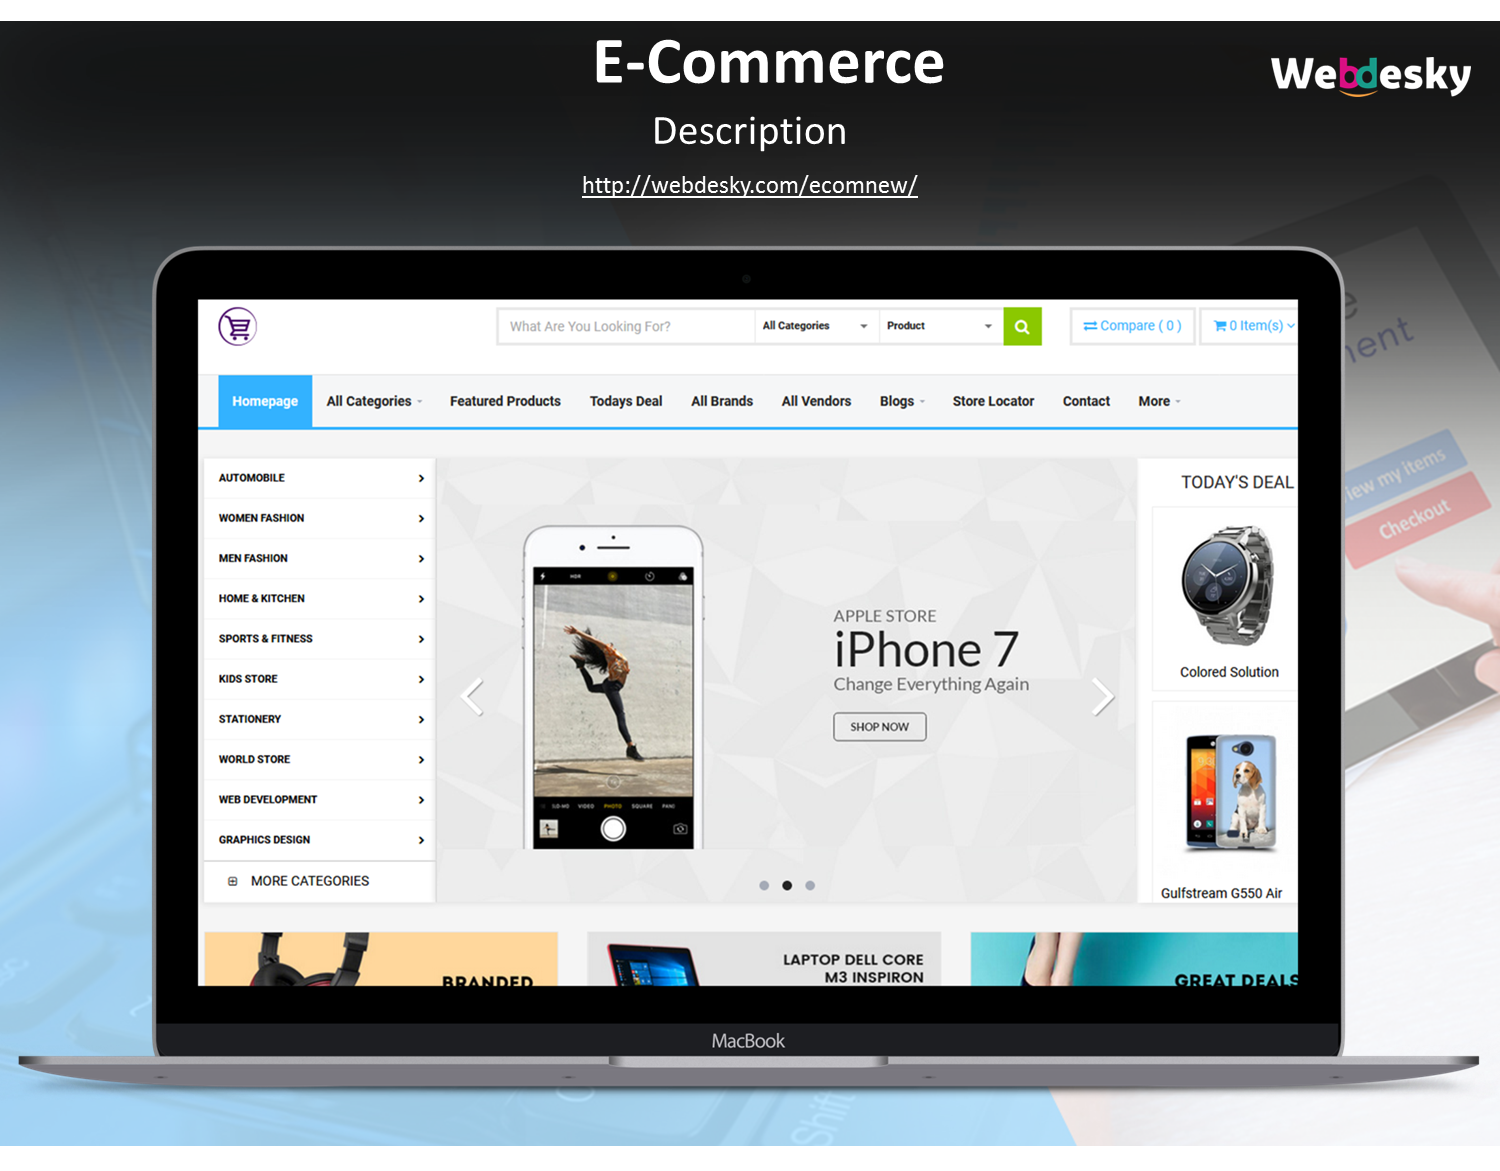 E-Commerce
Webdesky
Description
http://webdesky.com/ecomnew/
What Are You Looking For?
All Categories
Product
Compare ( 0 )
0 Item(s)
Homepage
All Categories
Featured Products
Todays Deal
All Brands
All Vendors
Blogs
Store Locator
Contact
More
AUTOMOBILE
WOMEN FASHION
MEN FASHION
HOME & KITCHEN
SPORTS & FITNESS
KIDS STORE
STATIONERY
WORLD STORE
WEB DEVELOPMENT
GRAPHICS DESIGN
MORE CATEGORIES
HDR
VIDEO
PHOTO
SQUARE
APPLE STORE
iPhone 7
Change Everything Again
SHOP NOW
TODAY'S DEAL
Colored Solution
Gulfstream G550 Air
BRANDED
LAPTOP DELL CORE
M3 INSPIRON
GREAT DEALS
MacBook
my items
Checkout
Shift